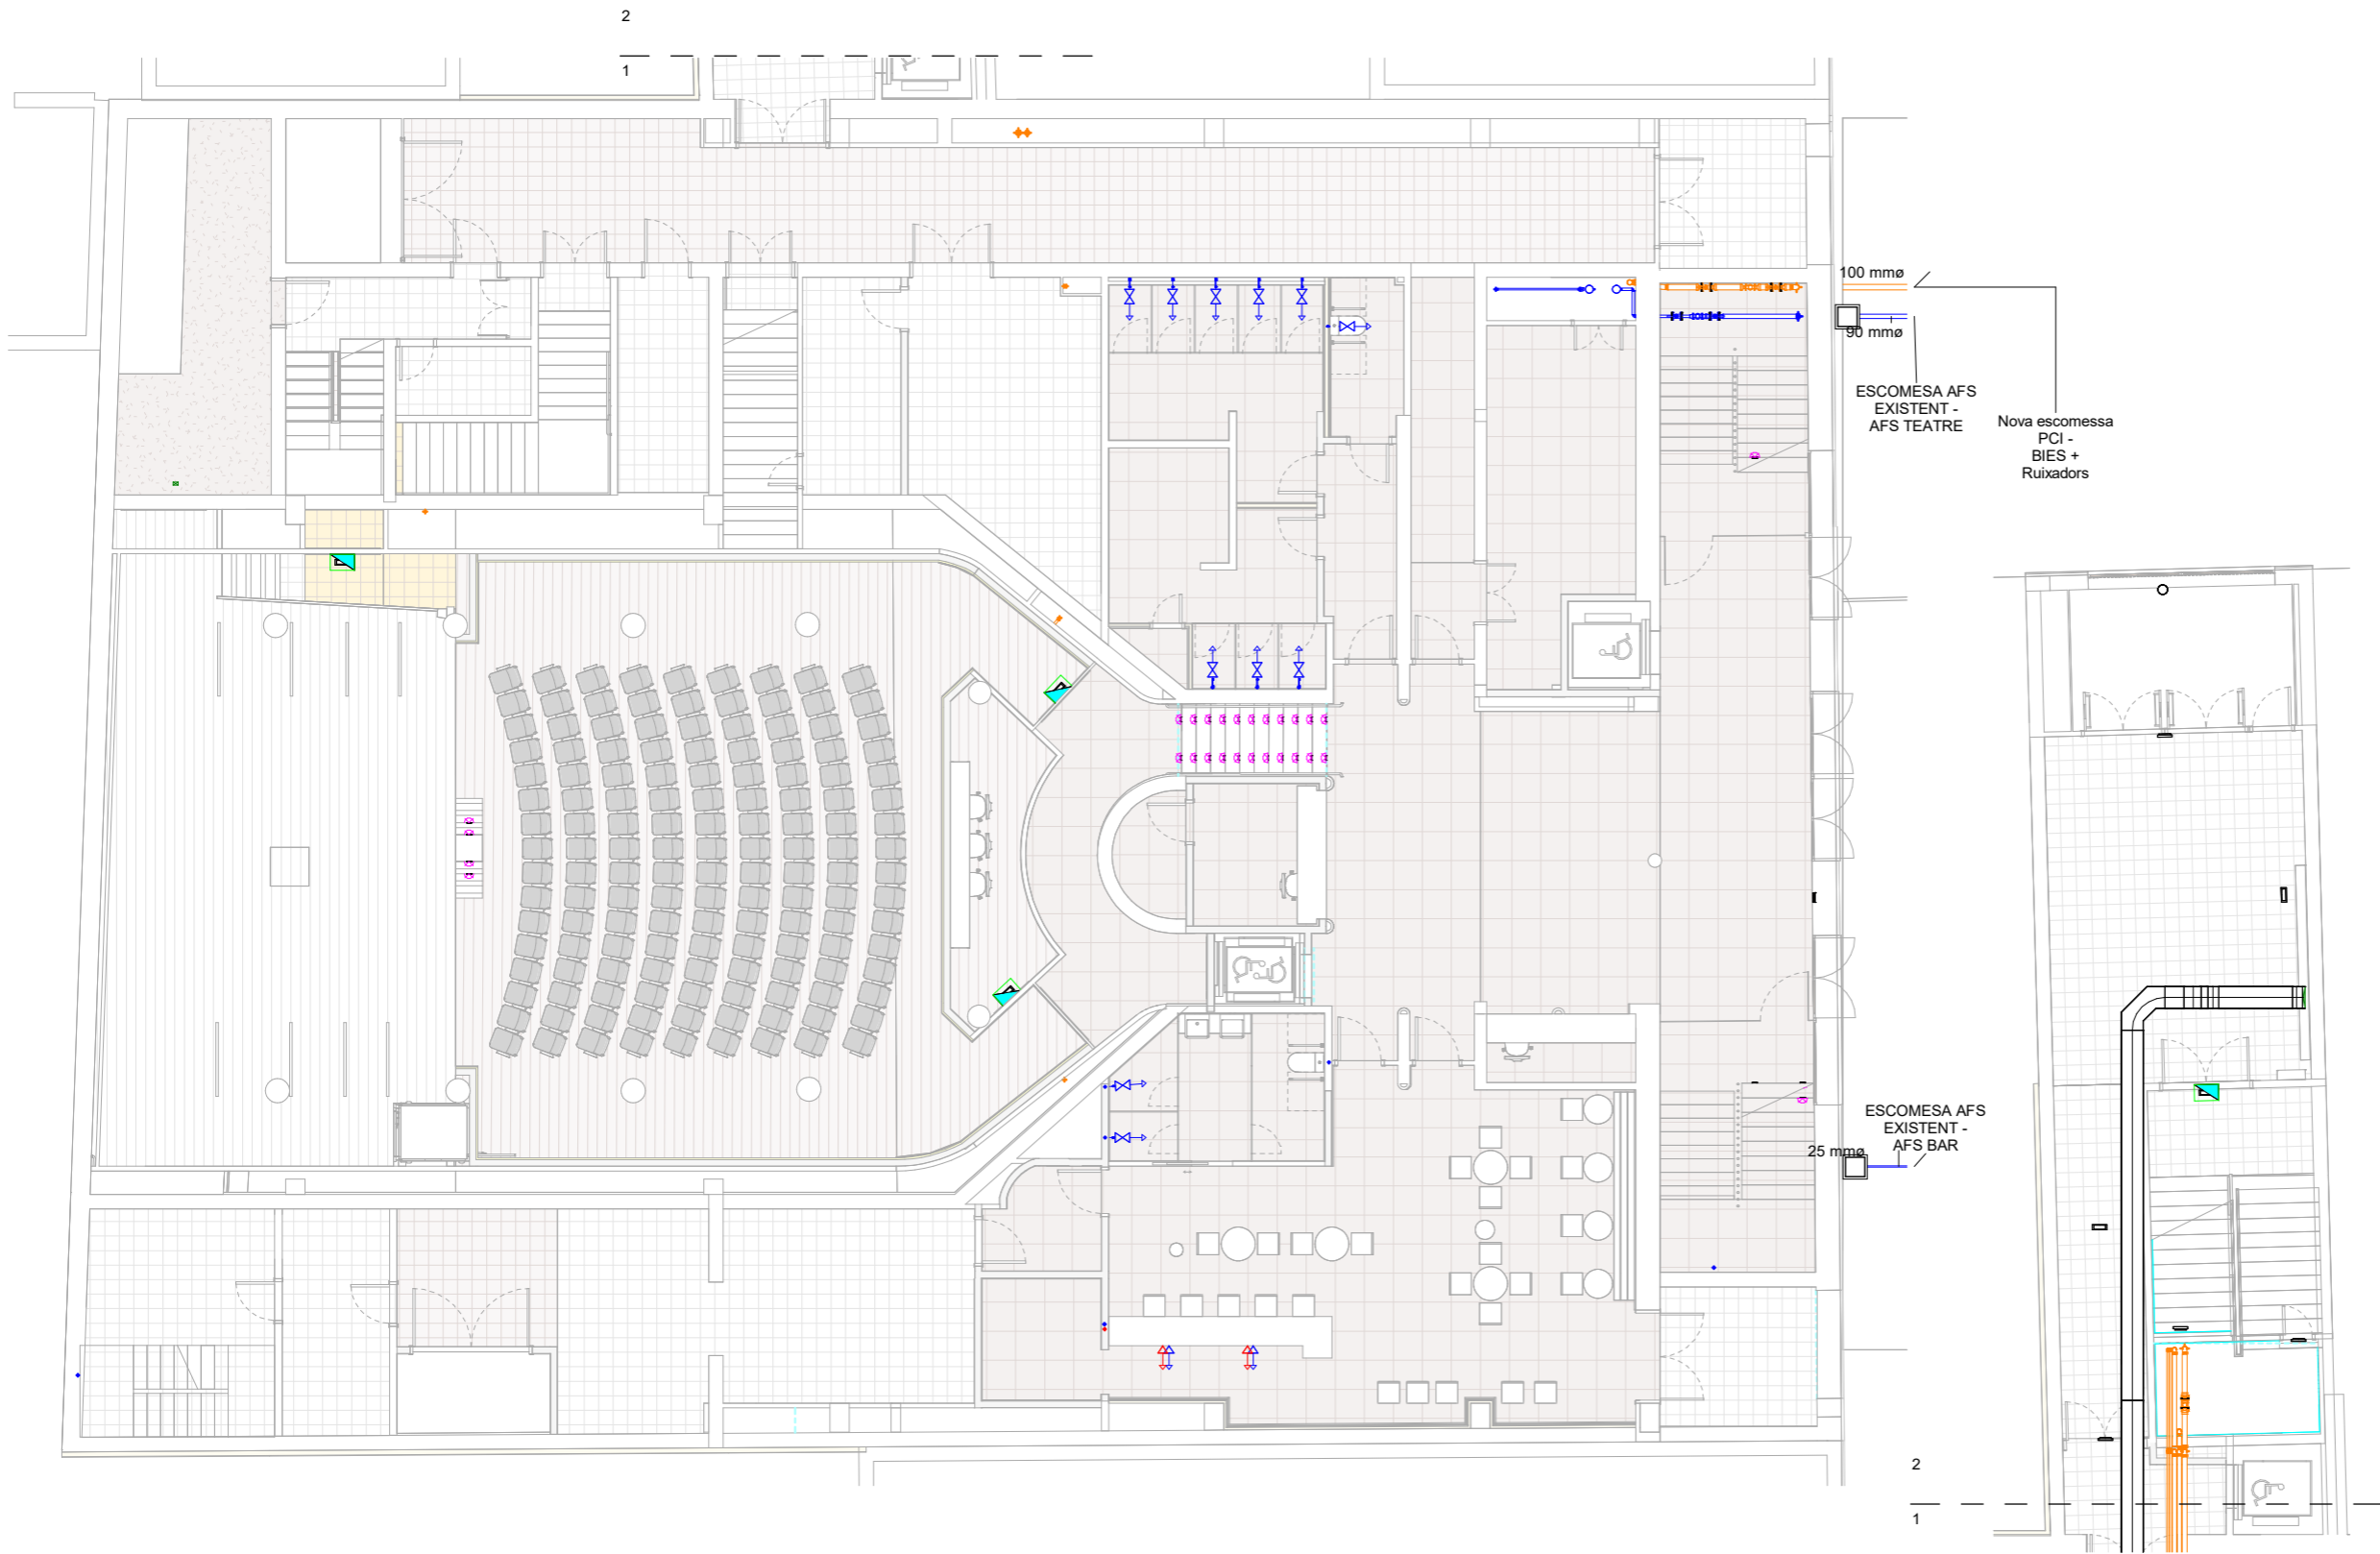 2
1
100 mmø
90 mmø
ESCOMESA AFS
EXISTENT -
AFS TEATRE
Nova escomessa
PCI -
BIES +
Ruixadors
ESCOMESA AFS
EXISTENT -
AFS BAR
25 mmø
2
1